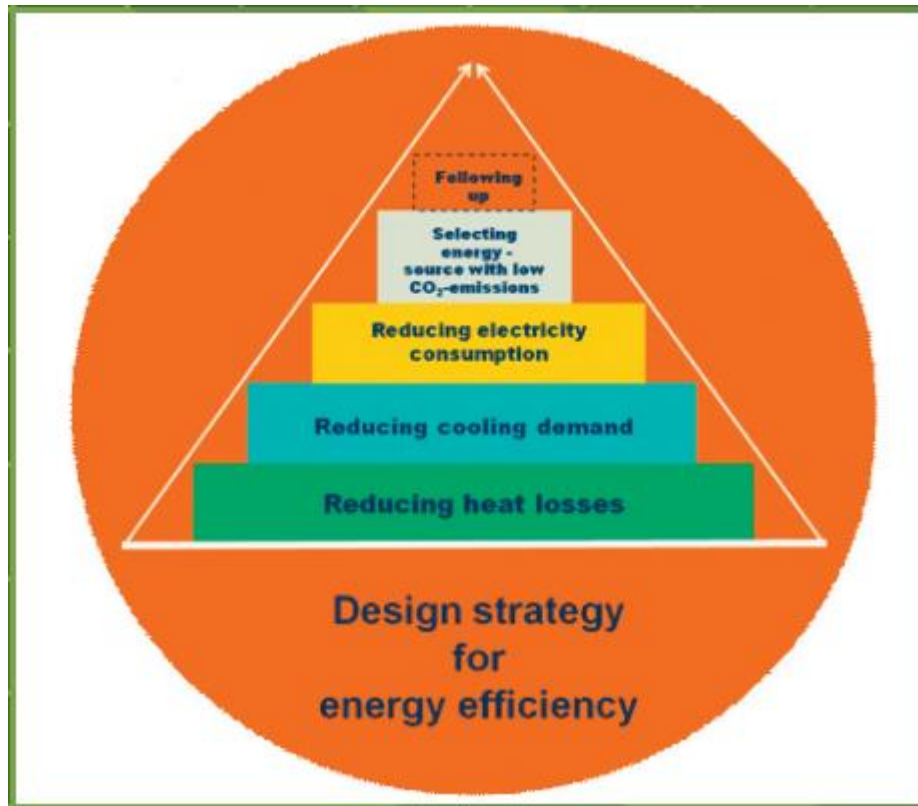 Following
up
Selecting
energy -
source with low
CO₂-emissions
Reducing electricity
consumption
Reducing cooling demand
Reducing heat losses
Design strategy
for
energy efficiency